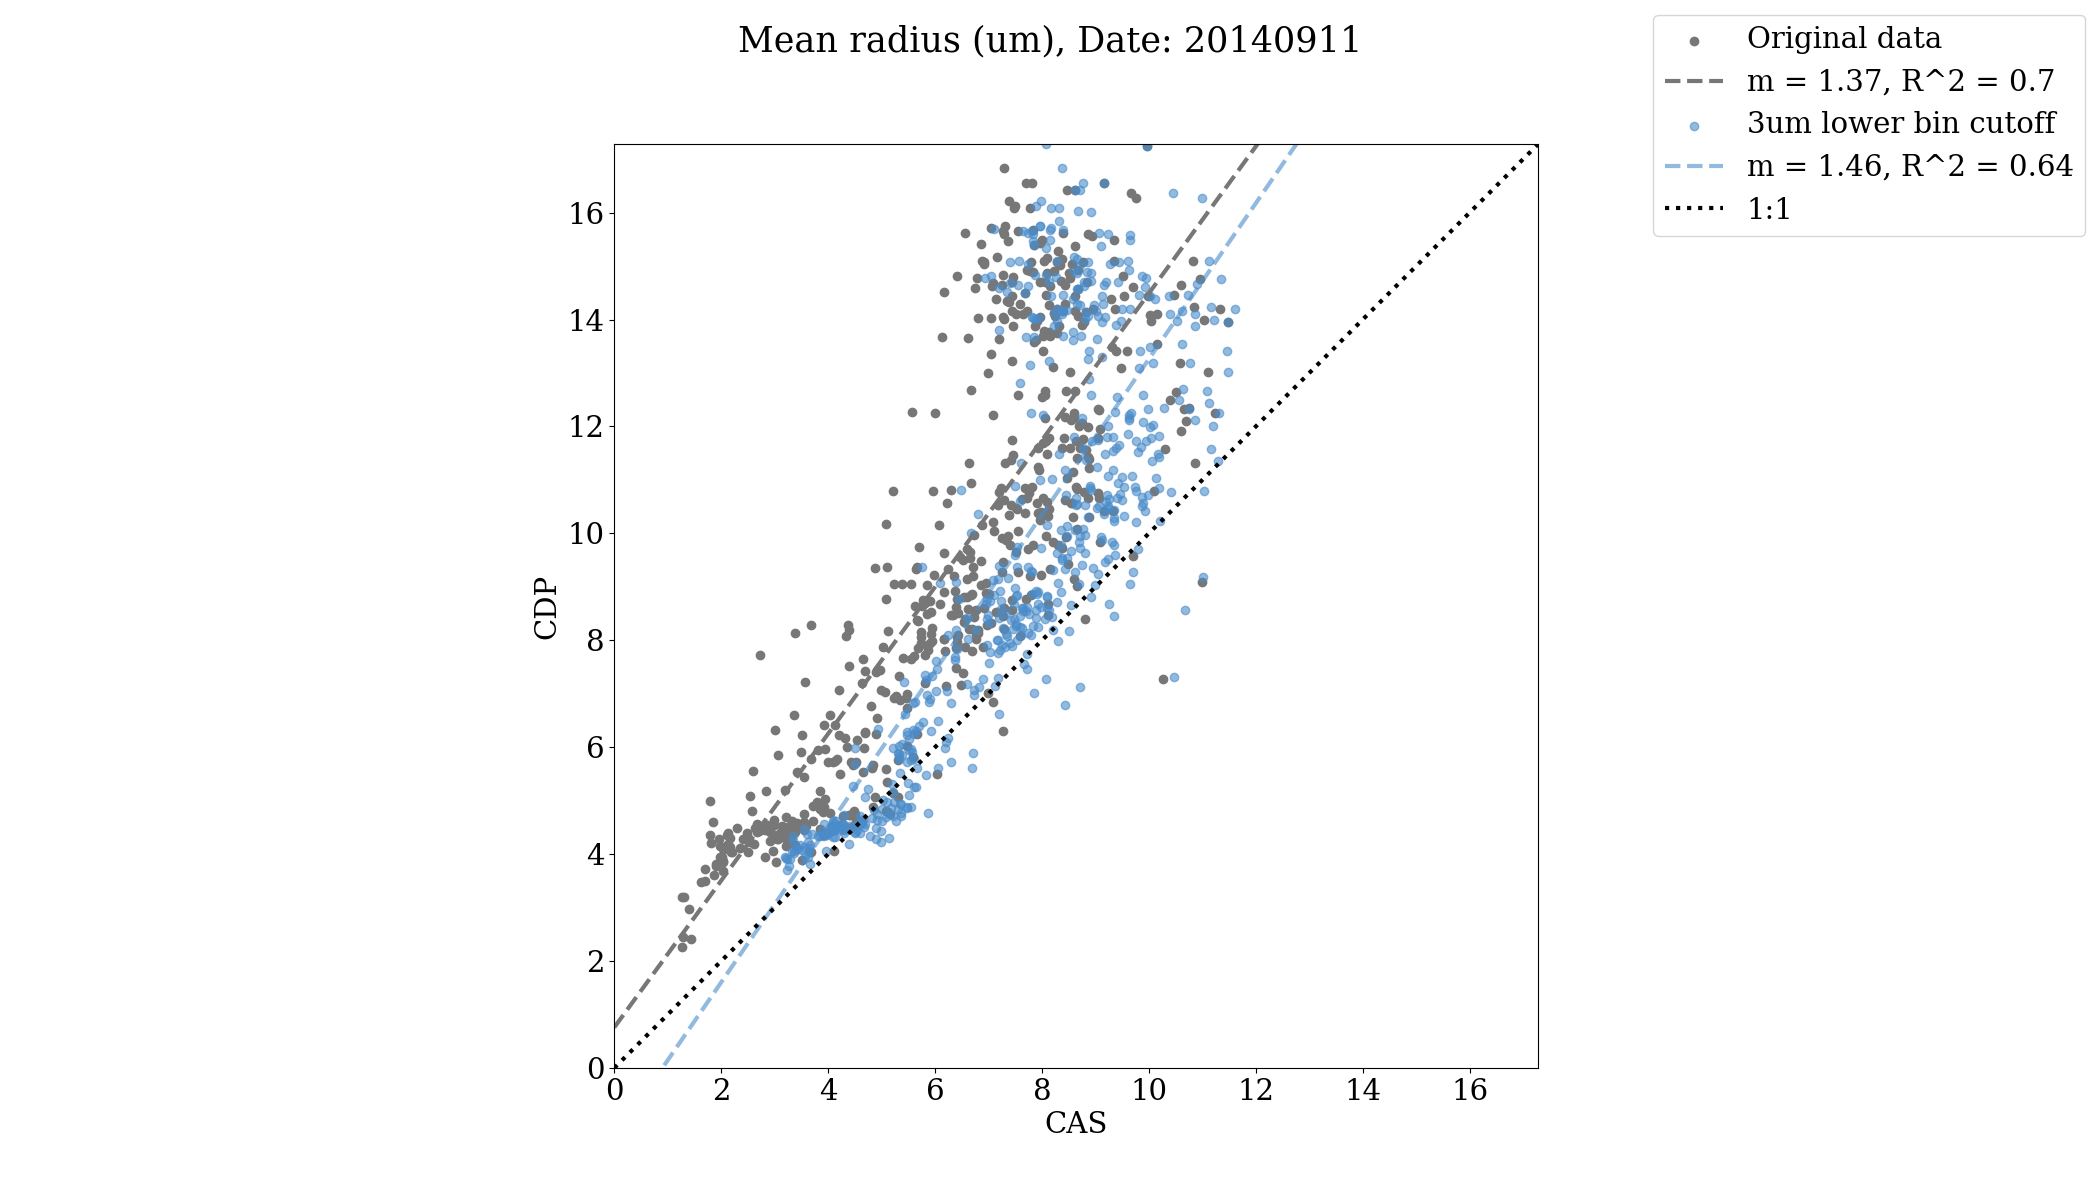 Mean radius (um), Date: 20140911
Original data
m = 1.37, R^2 = 0.7
3um lower bin cutoff
m = 1.46, R^2 = 0.64
1:1
16
14
12
10
8
6
4
2
0
CDP
0 2 4 6 8 10 12 14 16
CAS